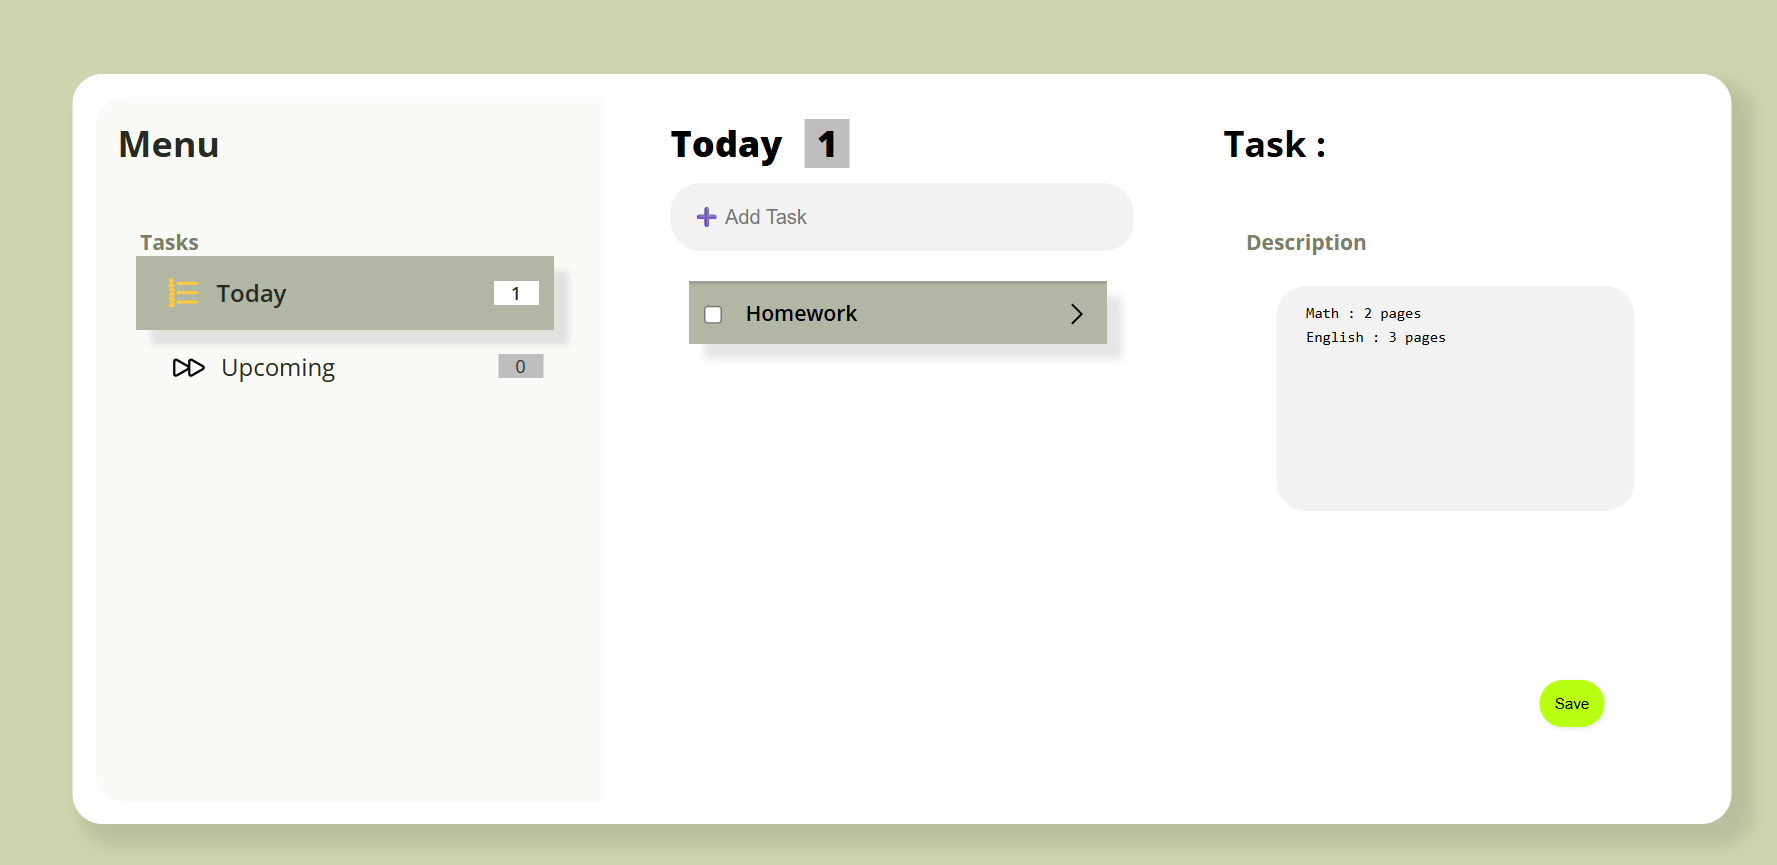 Menu
Tasks
Today 1
Upcoming 0
Today 1
Add Task
Homework
Task :
Description
Math : 2 pages
English : 3 pages
Save